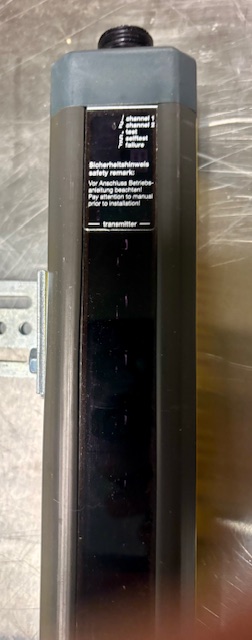 channel 1
channel 2
test
selftest
failure
Sicherheitshinweis
safety remark:
Vor Anschluss Betriebs-
anleitung beachten!
Pay attention to manual
prior to installation!
transmitter